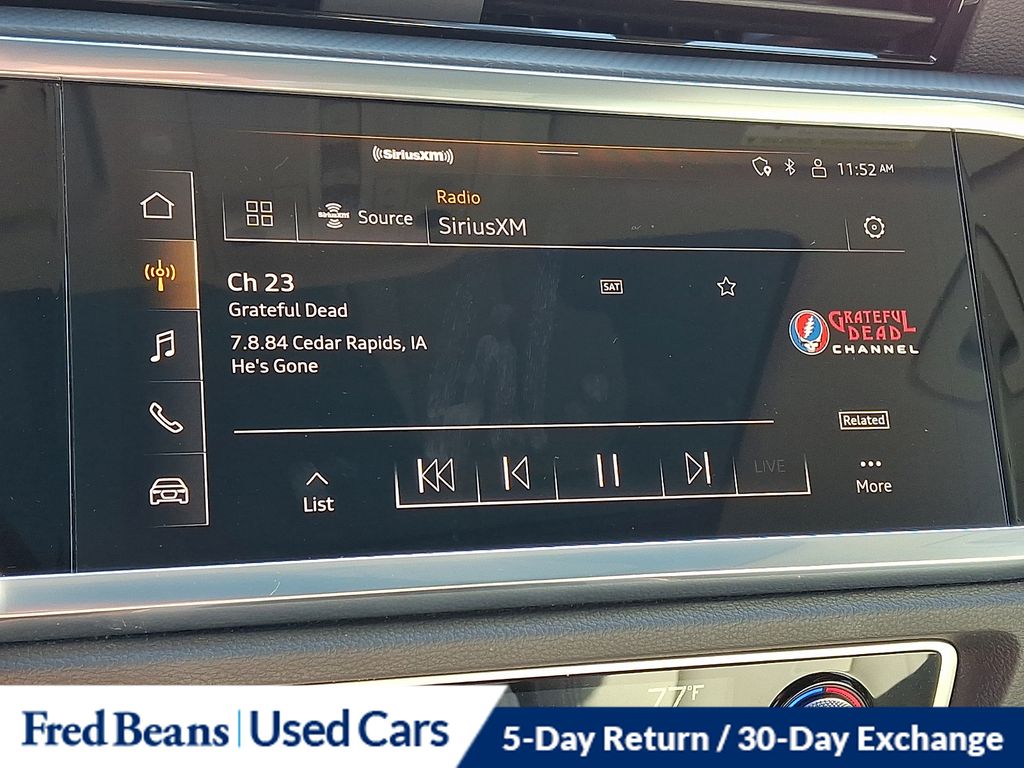 SiriusXM
11:52 AM
Radio
SiriusXM
Source
SiriusXM
Ch 23
SAT
Grateful Dead
GRATEFUL
DEAD
CHANNEL
7.8.84 Cedar Rapids, IA
He's Gone
Related
LIVE
List
More
77°F
Fred Beans | Used Cars
5-Day Return / 30-Day Exchange